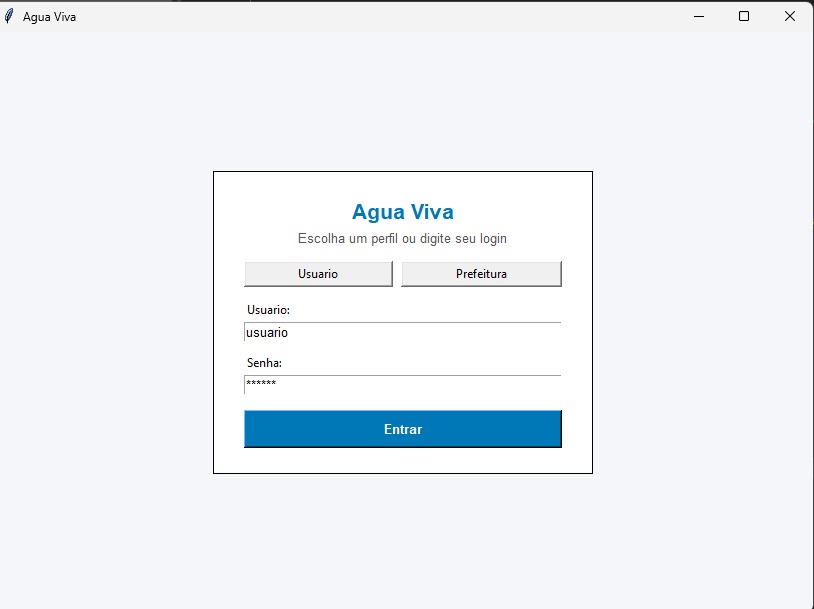 Agua Viva
Agua Viva
Escolha um perfil ou digite seu login
Usuario Prefeitura
Usuario:
usuario
Senha:
******
Entrar